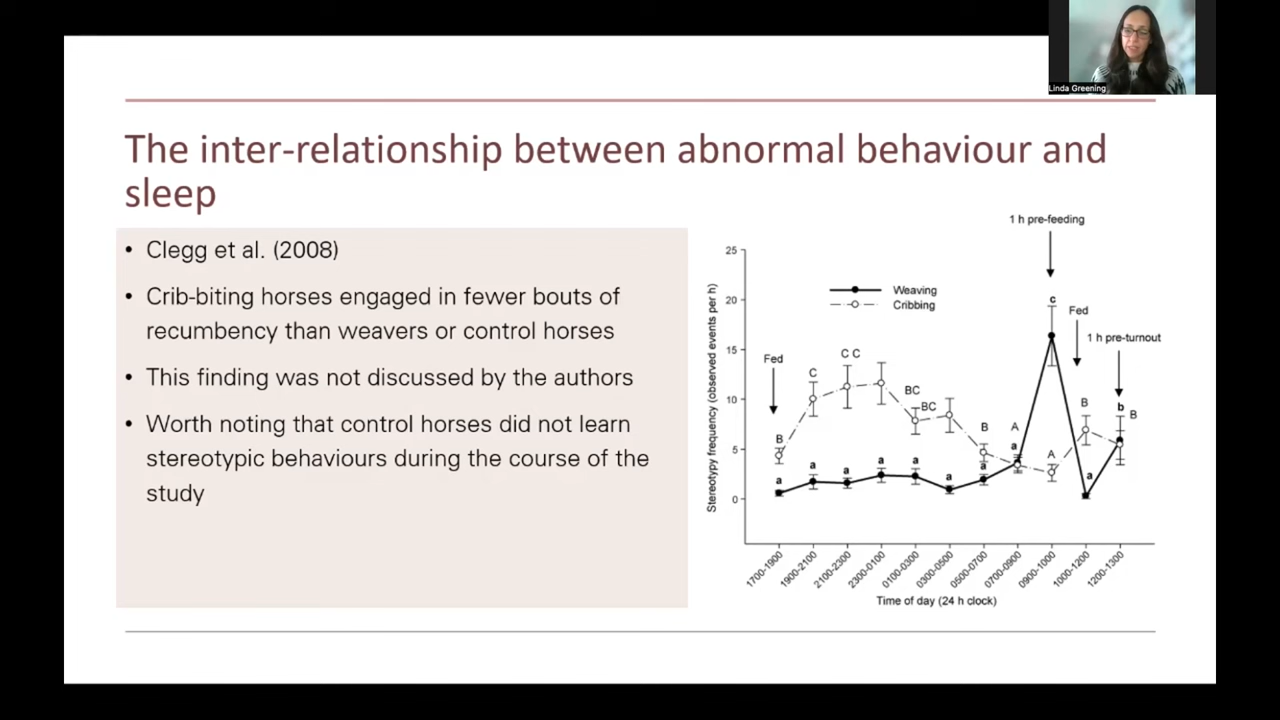 Linda Greening
The inter-relationship between abnormal behaviour and
sleep
• Clegg et al. (2008)
• Crib-biting horses engaged in fewer bouts of
recumbency than weavers or control horses
• This finding was not discussed by the authors
• Worth noting that control horses did not learn
stereotypic behaviours during the course of the
study
1 h pre-feeding
Weaving
Cribbing
Fed
Fed
1 h pre-turnout
Stereotypy frequency (observed events per h)
25
20
15
10
5
0
B
C
C C
BC
BC
B
A
A
B
B
a
a
a
a
a
a
a
a
c
a
b
1700-1900
1900-2100
2100-2300
2300-0100
0100-0300
0300-0500
0500-0700
0700-0900
0900-1000
1000-1200
1200-1300
Time of day (24 h clock)